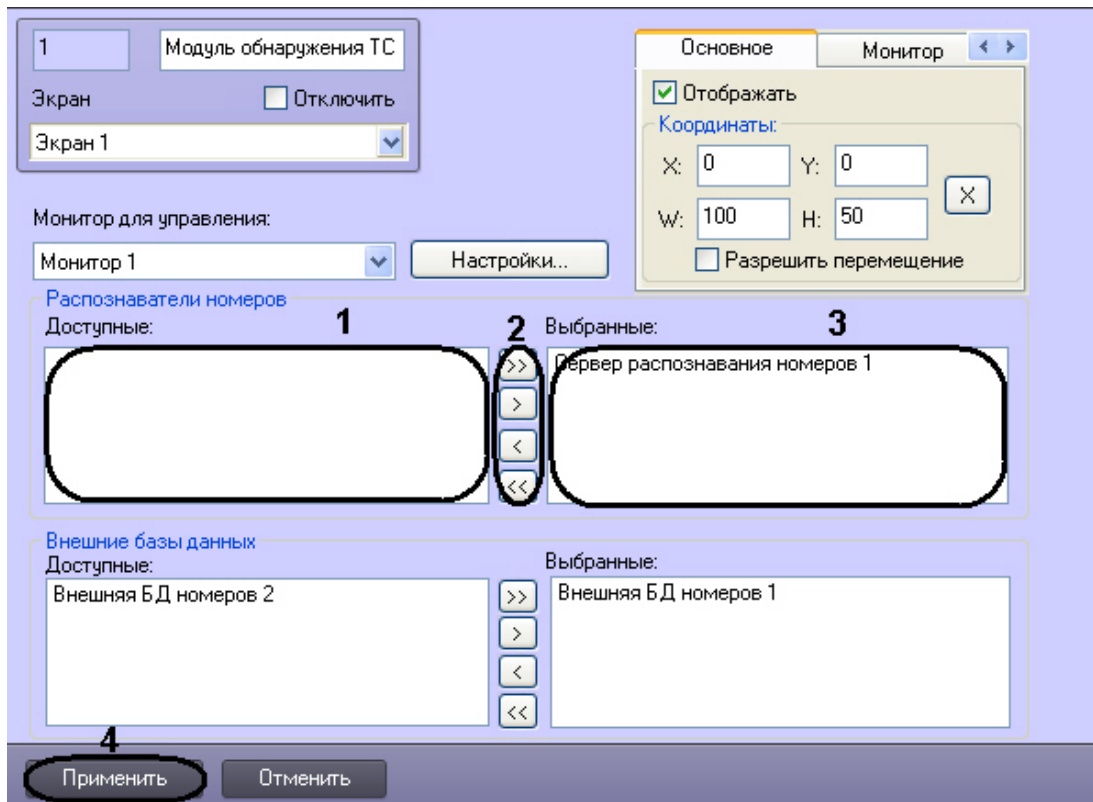 1
Модуль обнаружения ТС
Экран
Отключить
Экран 1
Основное
Монитор
Отображать
Координаты:
X: 0 Y: 0
X
W: 100 H: 50
Разрешить перемещение
Монитор для управления:
Монитор 1
Настройки...
Распознаватели номеров
Доступные:
1
2
Выбранные:
3
>>
Сервер распознавания номеров 1
>
<
<<
Внешние базы данных
Доступные:
Выбранные:
Внешняя БД номеров 2
>>
Внешняя БД номеров 1
>
<
<<
4
Применить
Отменить